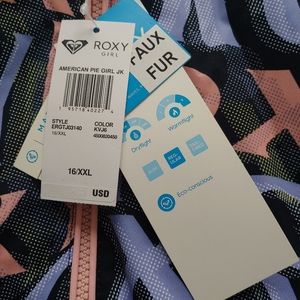 ROXY
GIRL
AMERICAN PIE GIRL JK
STYLE
ERGTJ03140
16/XXL
COLOR
KVJ6
16/XXL
USD
FAUX
FUR
Dryflight
Warmflight
Eco-conscious